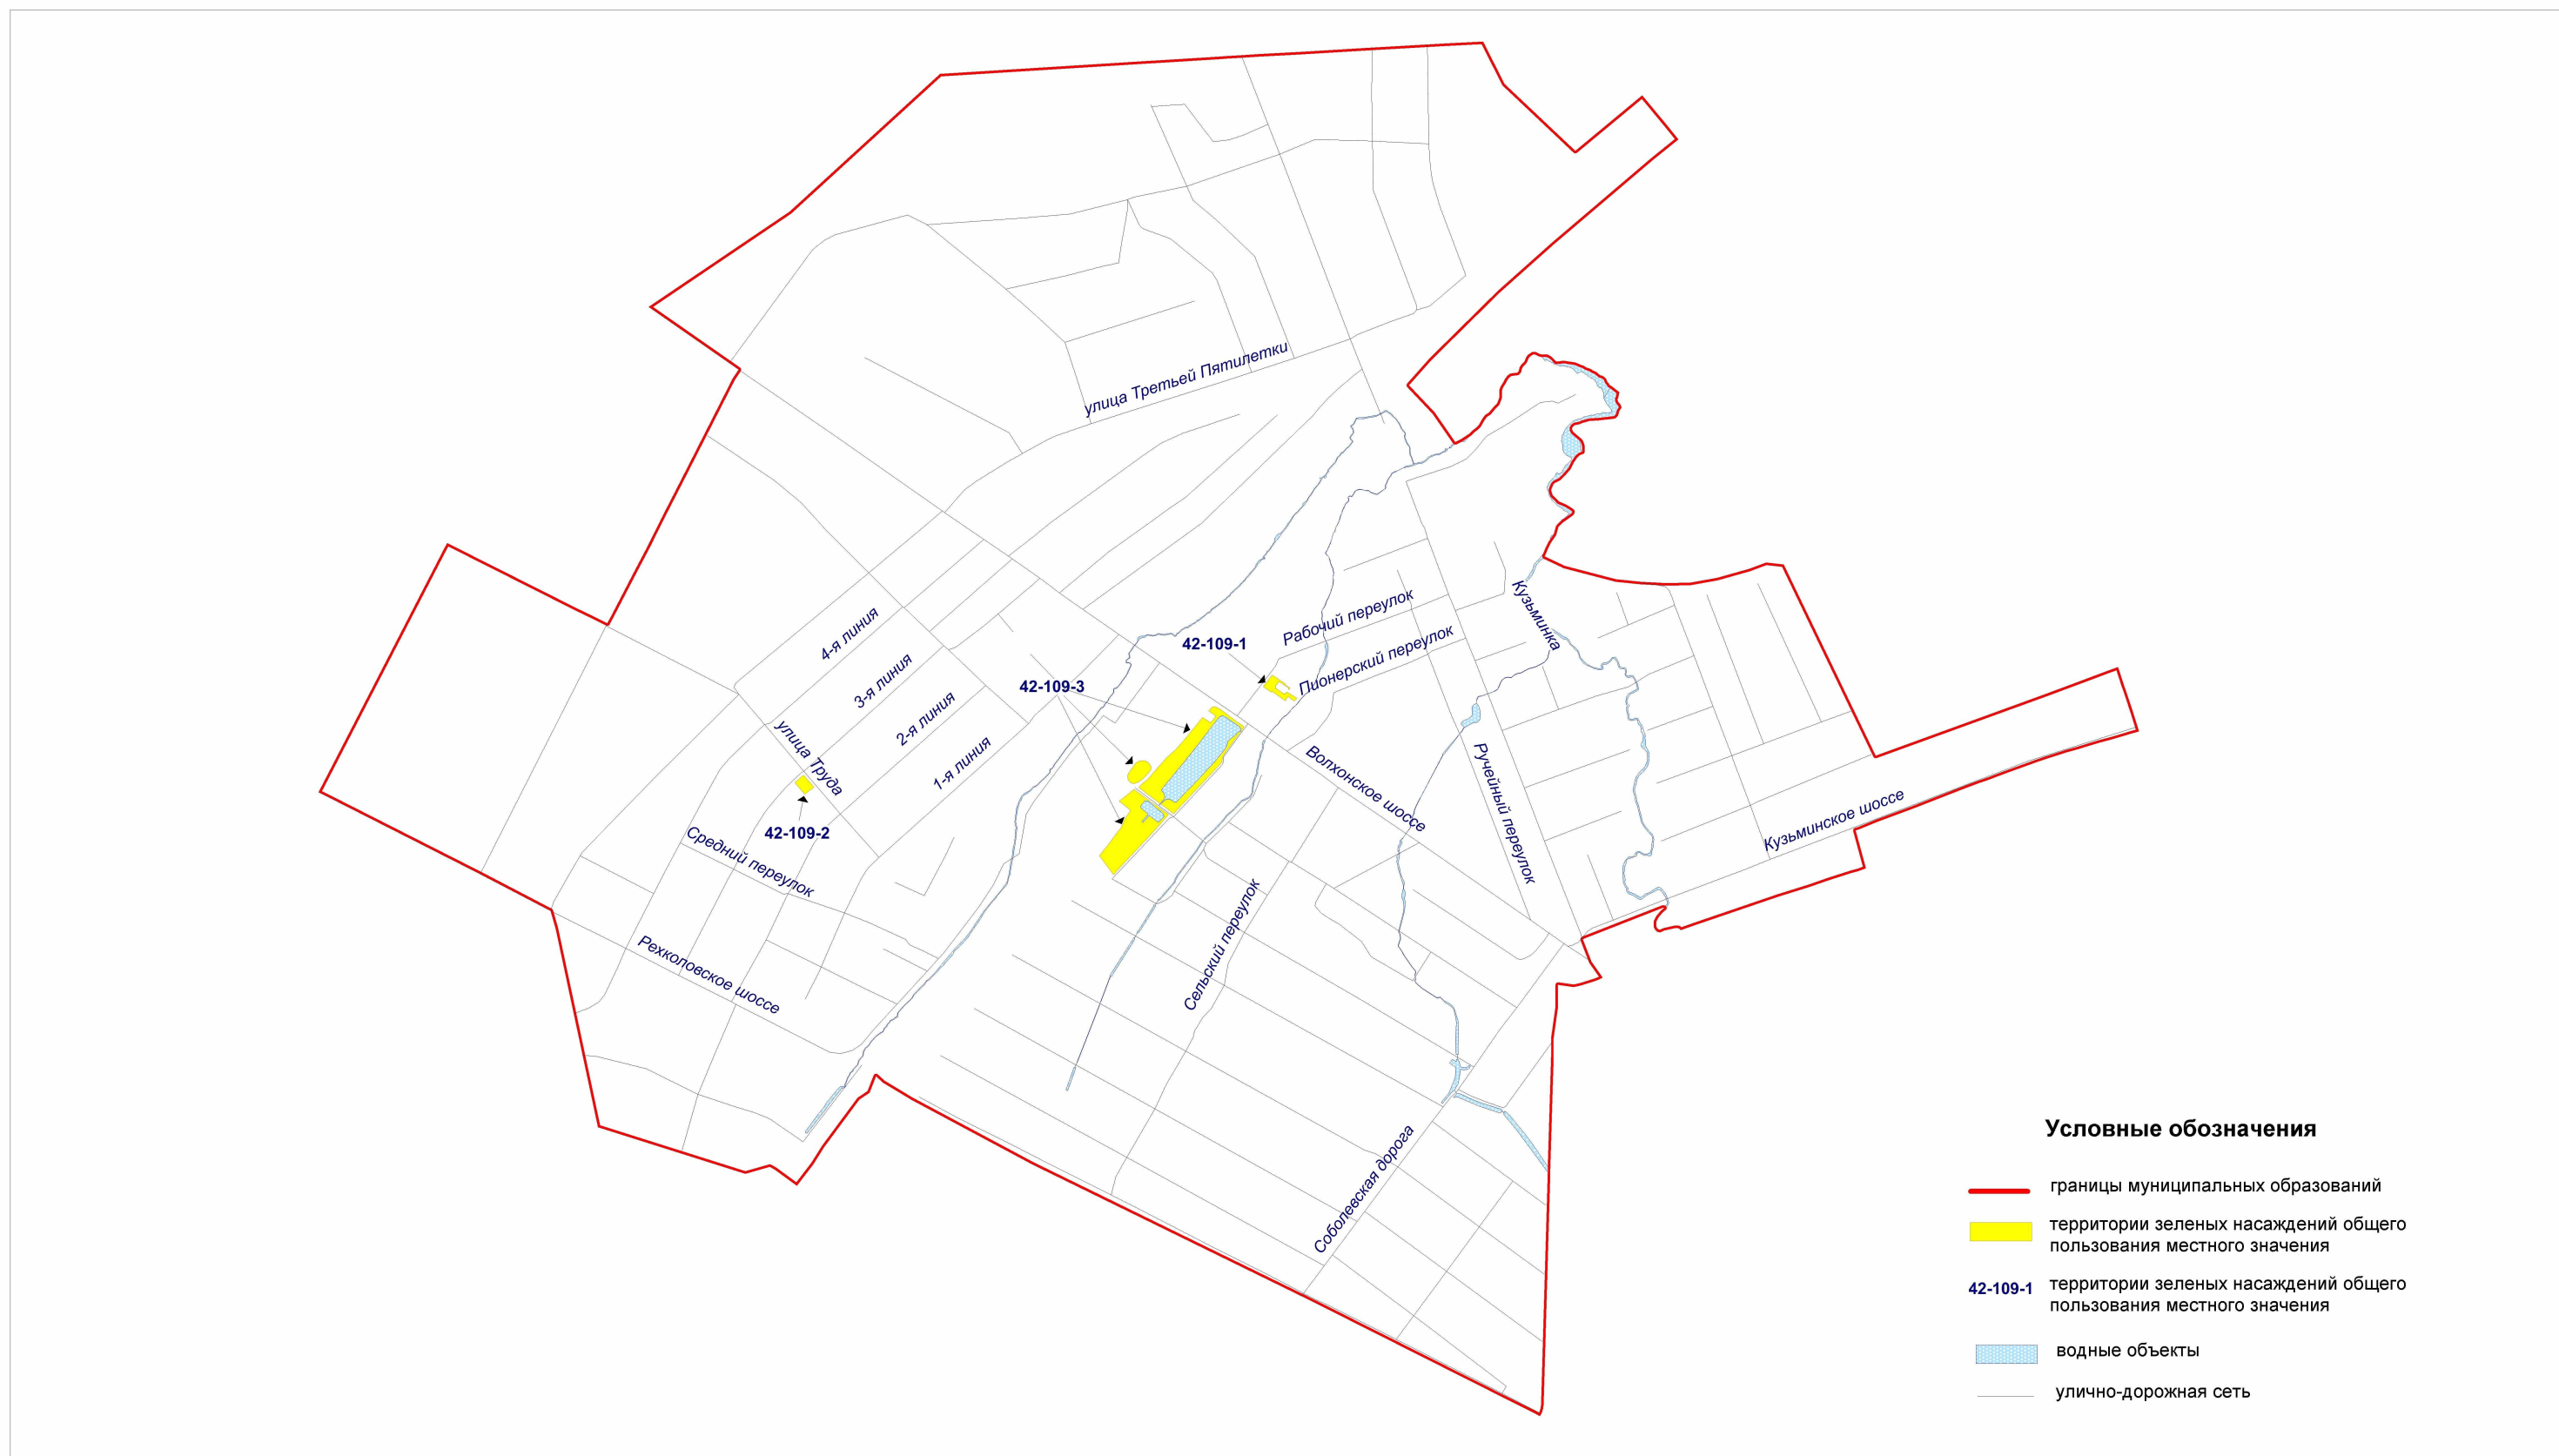 улица Третьей Пятилетки
4-я линия
3-я линия
2-я линия
1-я линия
улица Труда
42-109-1
42-109-3
42-109-2
Рабочий переулок
Пионерский переулок
Кузьминка
Волхонское шоссе
Ручейный переулок
Кузьминское шоссе
Средний переулок
Рехколовское шоссе
Сельский переулок
Соболевская дорога
Условные обозначения
границы муниципальных образований
территории зеленых насаждений общего
пользования местного значения
42-109-1 территории зеленых насаждений общего
пользования местного значения
водные объекты
улично-дорожная сеть